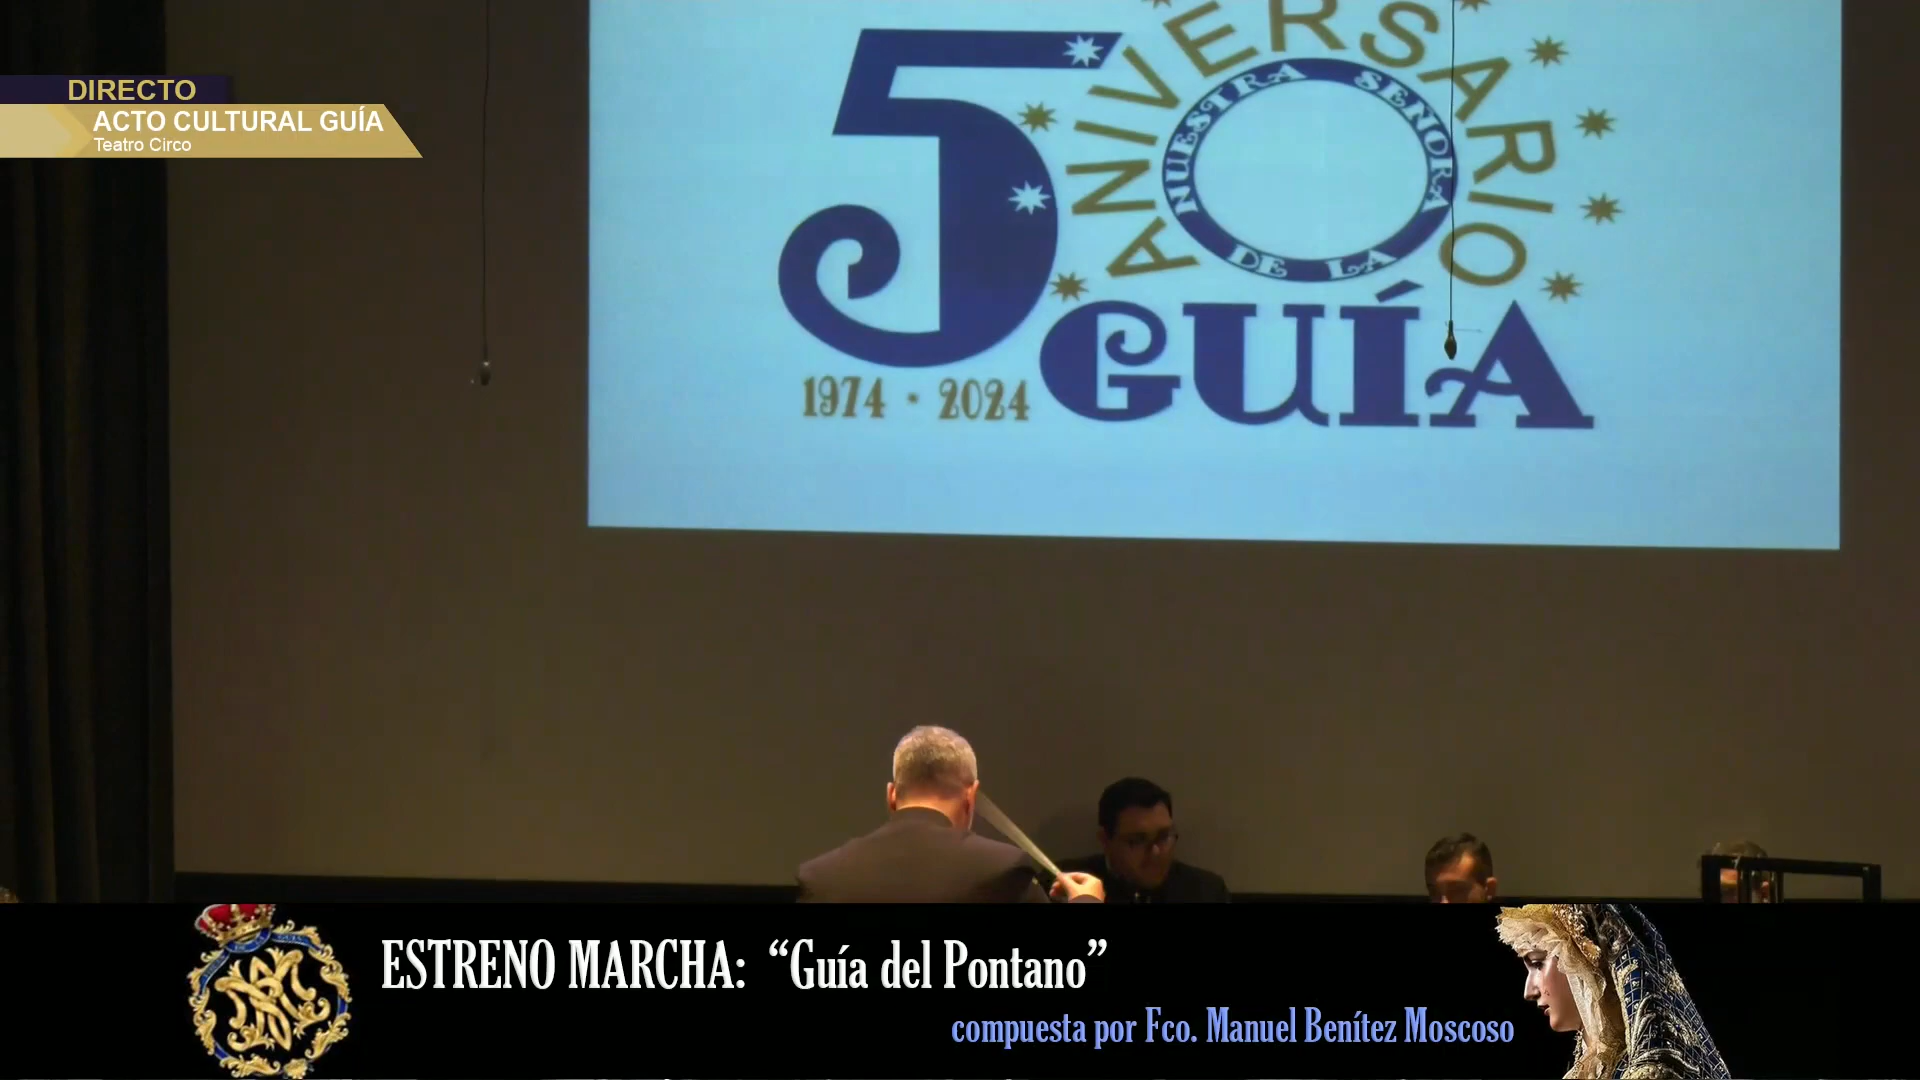 DIRECTO
ACTO CULTURAL GUÍA
Teatro Circo
50
ANIVERSARIO
NUESTRA SEÑORA
DE LA
GUÍA
1974 · 2024
ESTRENO MARCHA: “Guía del Pontano”
compuesta por Fco. Manuel Benítez Moscoso